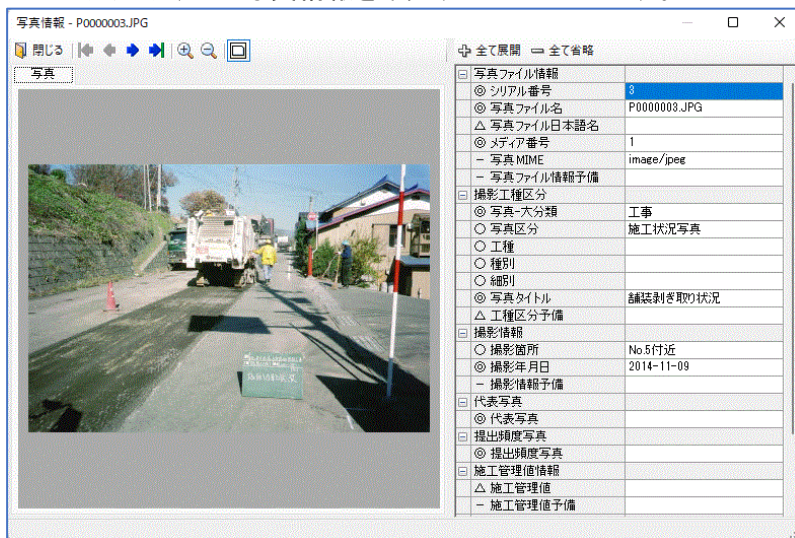 写真情報 - P0000003.JPG
閉じる
全て展開 全て省略
写真
写真ファイル情報
◎ シリアル番号 3
◎ 写真ファイル名 P0000003.JPG
△ 写真ファイル日本語名
◎ メディア番号 1
− 写真MIME image/jpeg
− 写真ファイル情報予備
撮影工種区分
◎ 写真-大分類 工事
○ 写真区分 施工状況写真
○ 工種
○ 種別
○ 細別
◎ 写真タイトル 舗装剥ぎ取り状況
△ 工種区分予備
撮影情報
○ 撮影箇所 No.5付近
◎ 撮影年月日 2014-11-09
− 撮影情報予備
代表写真
◎ 代表写真
提出頻度写真
◎ 提出頻度写真
施工管理値情報
△ 施工管理値
− 施工管理値予備